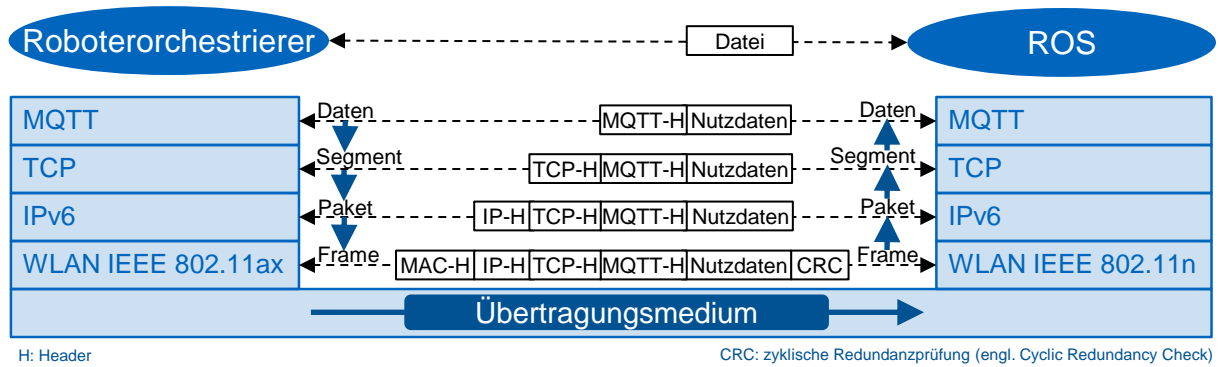 Roboterorchestrierer Datei ROS
MQTT Daten MQTT-H Nutzdaten Daten MQTT
TCP Segment TCP-H MQTT-H Nutzdaten Segment TCP
IPv6 Paket IP-H TCP-H MQTT-H Nutzdaten Paket IPv6
WLAN IEEE 802.11ax Frame MAC-H IP-H TCP-H MQTT-H Nutzdaten CRC Frame WLAN IEEE 802.11n
Übertragungsmedium
H: Header CRC: zyklische Redundanzprüfung (engl. Cyclic Redundancy Check)